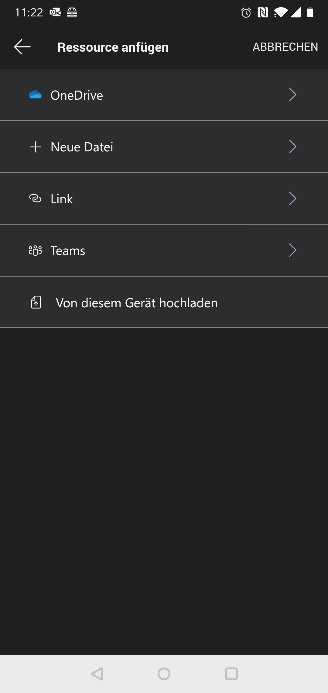 11:22
Ressource anfügen
ABBRECHEN
OneDrive
Neue Datei
Link
Teams
Von diesem Gerät hochladen